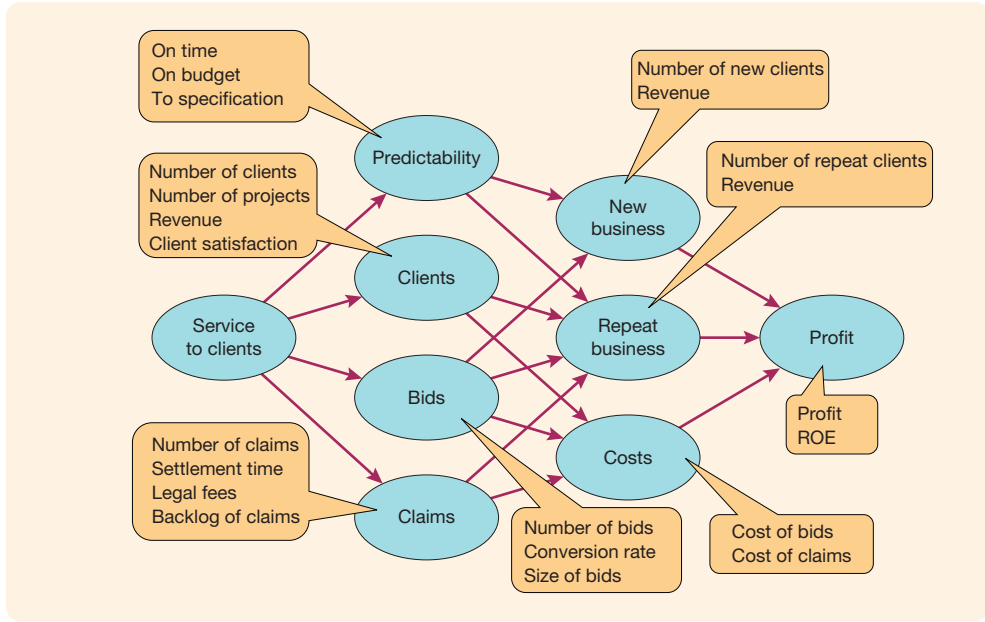 On time
On budget
To specification
Number of new clients
Revenue
Predictability
Number of clients
Number of projects
Revenue
Client satisfaction
Number of repeat clients
Revenue
New
business
Clients
Service
to clients
Repeat
business
Profit
Bids
Profit
ROE
Number of claims
Settlement time
Legal fees
Backlog of claims
Costs
Claims
Number of bids
Conversion rate
Size of bids
Cost of bids
Cost of claims